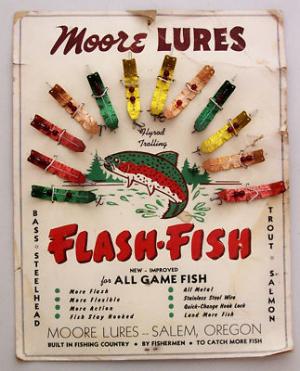 Moore LURES
Flyrod
Trolling
BASS - STEELHEAD
TROUT - SALMON
FLASH-FISH
NEW - IMPROVED
for ALL GAME FISH
More Flash
More Flexible
More Action
Fish Stay Hooked
All Metal
Stainless Steel Wire
Quick-Change Hook Lock
Land More Fish
MOORE LURES -- SALEM, OREGON
BUILT IN FISHING COUNTRY • BY FISHERMEN • TO CATCH MORE FISH